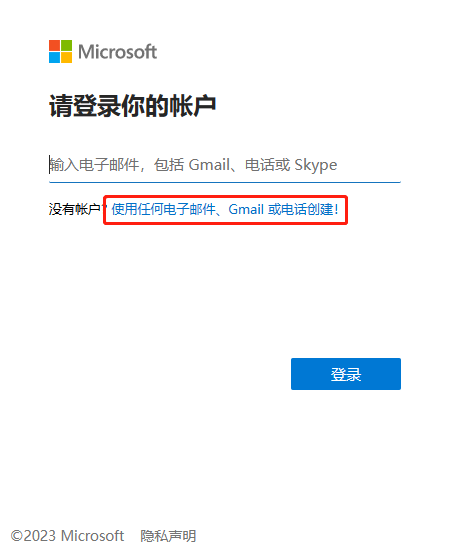 Microsoft
请登录你的帐户
输入电子邮件，包括 Gmail、电话或 Skype
没有帐户? 使用任何电子邮件、Gmail 或电话创建!
登录
©2023 Microsoft 隐私声明